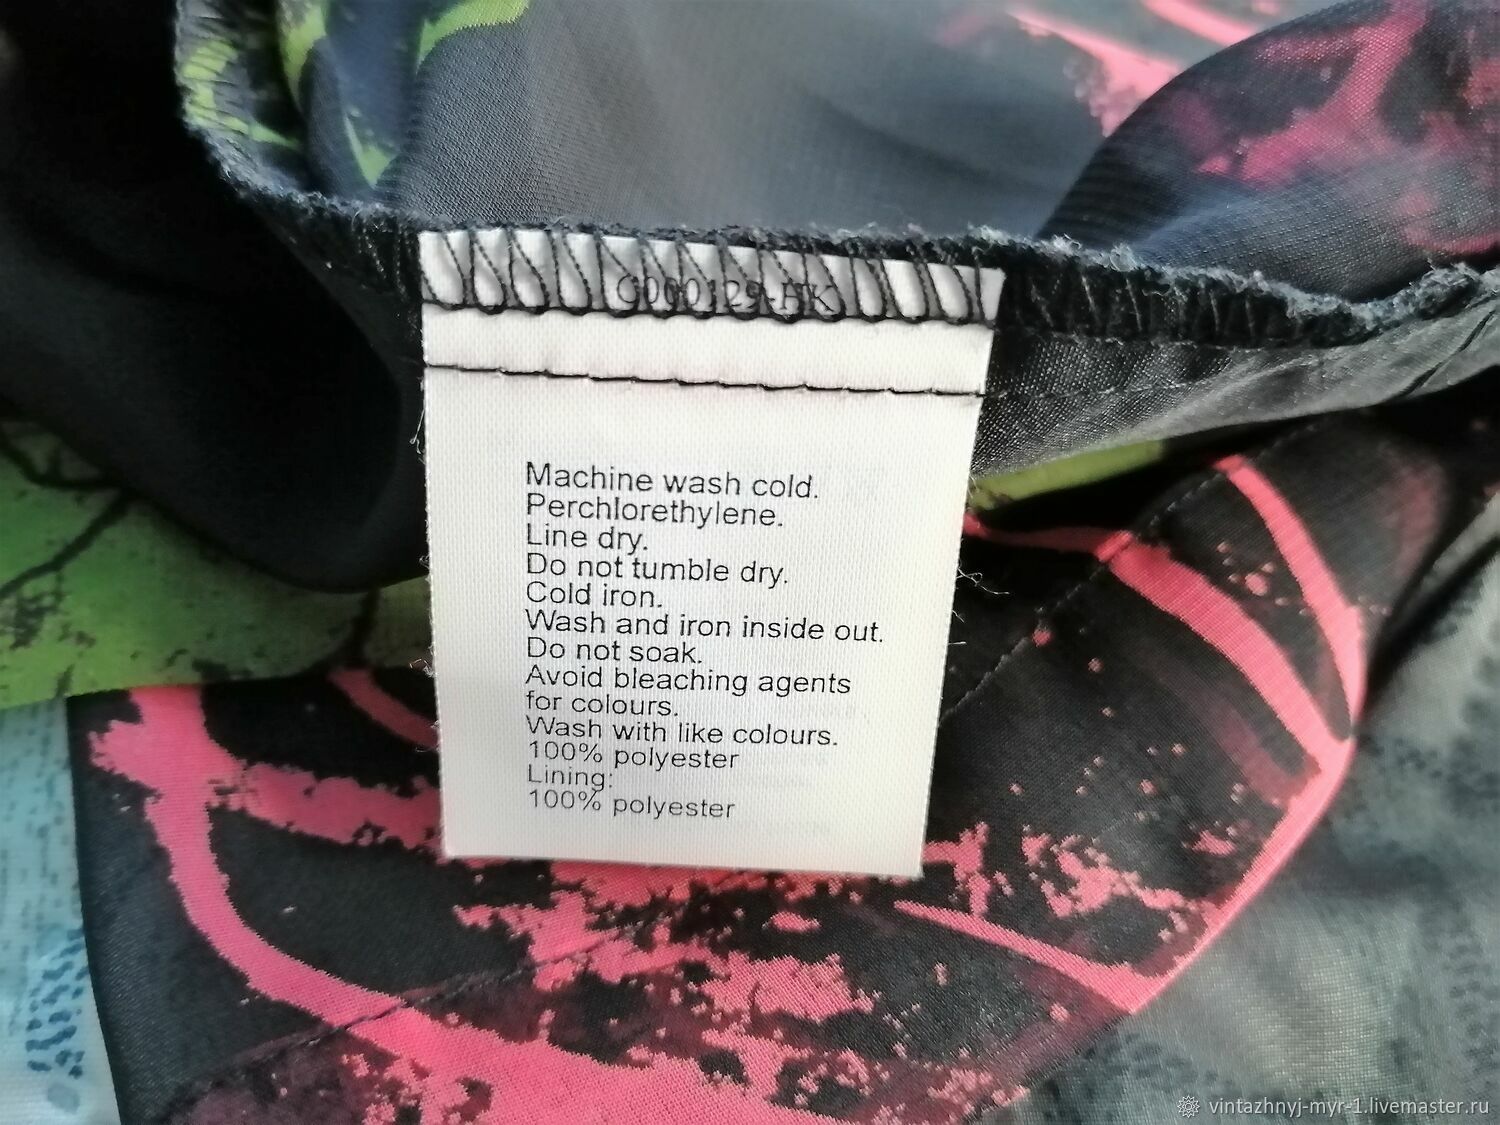 G000129-HK
Machine wash cold.
Perchlorethylene.
Line dry.
Do not tumble dry.
Cold iron.
Wash and iron inside out.
Do not soak.
Avoid bleaching agents
for colours.
Wash with like colours.
100% polyester
Lining:
100% polyester
vintazhnyj-myr-1.livemaster.ru